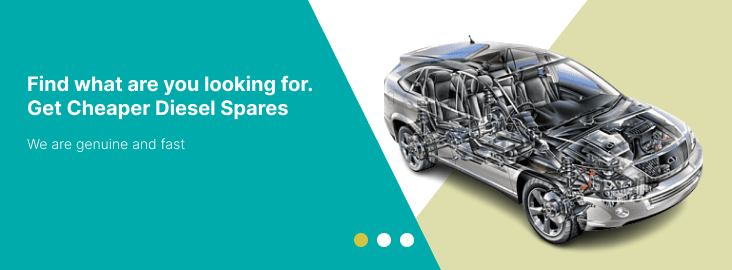 Find what are you looking for.
Get Cheaper Diesel Spares
We are genuine and fast